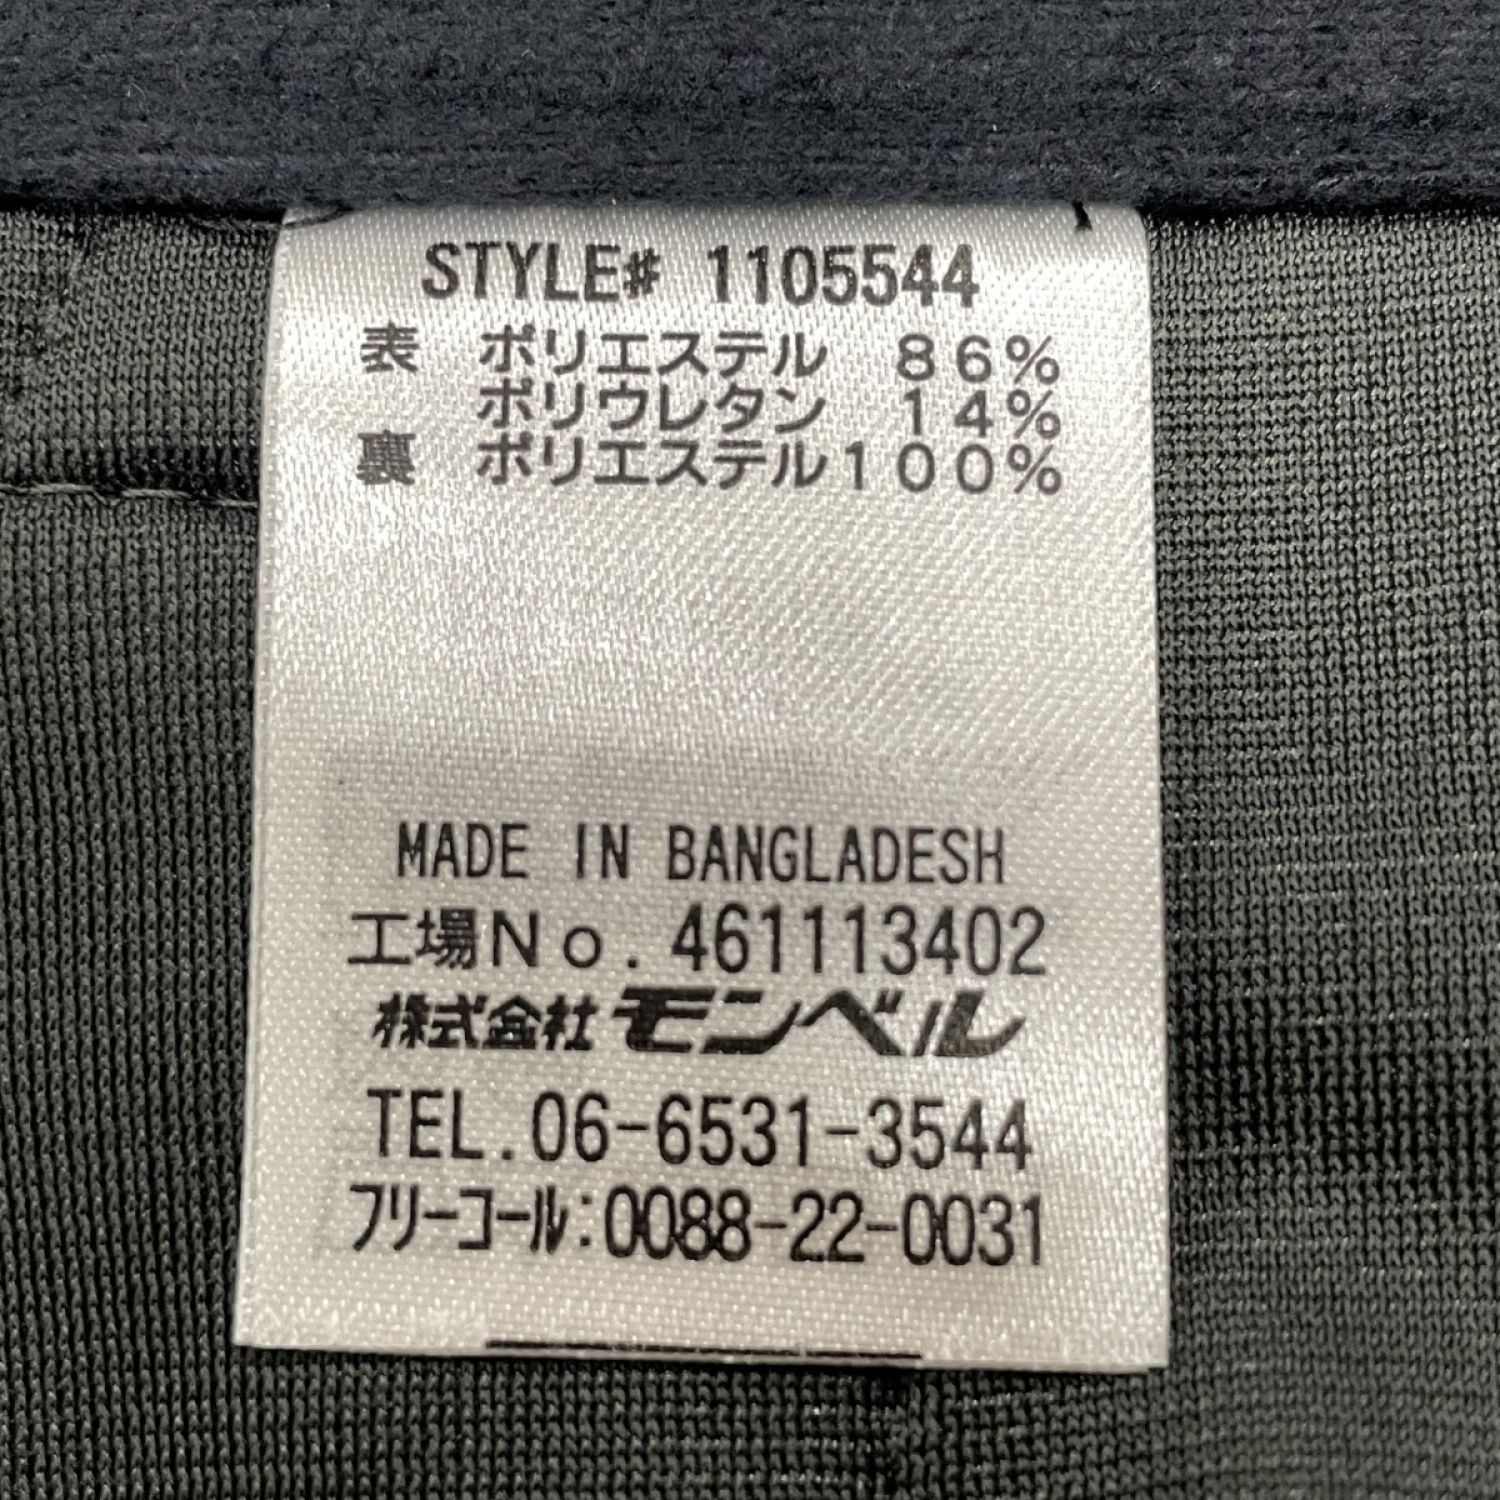 STYLE# 1105544
表 ポリエステル 86%
ポリウレタン 14%
裏 ポリエステル100%
MADE IN BANGLADESH
工場No. 461113402
株式会社 モンベル
TEL.06-6531-3544
フリーコール:0088-22-0031